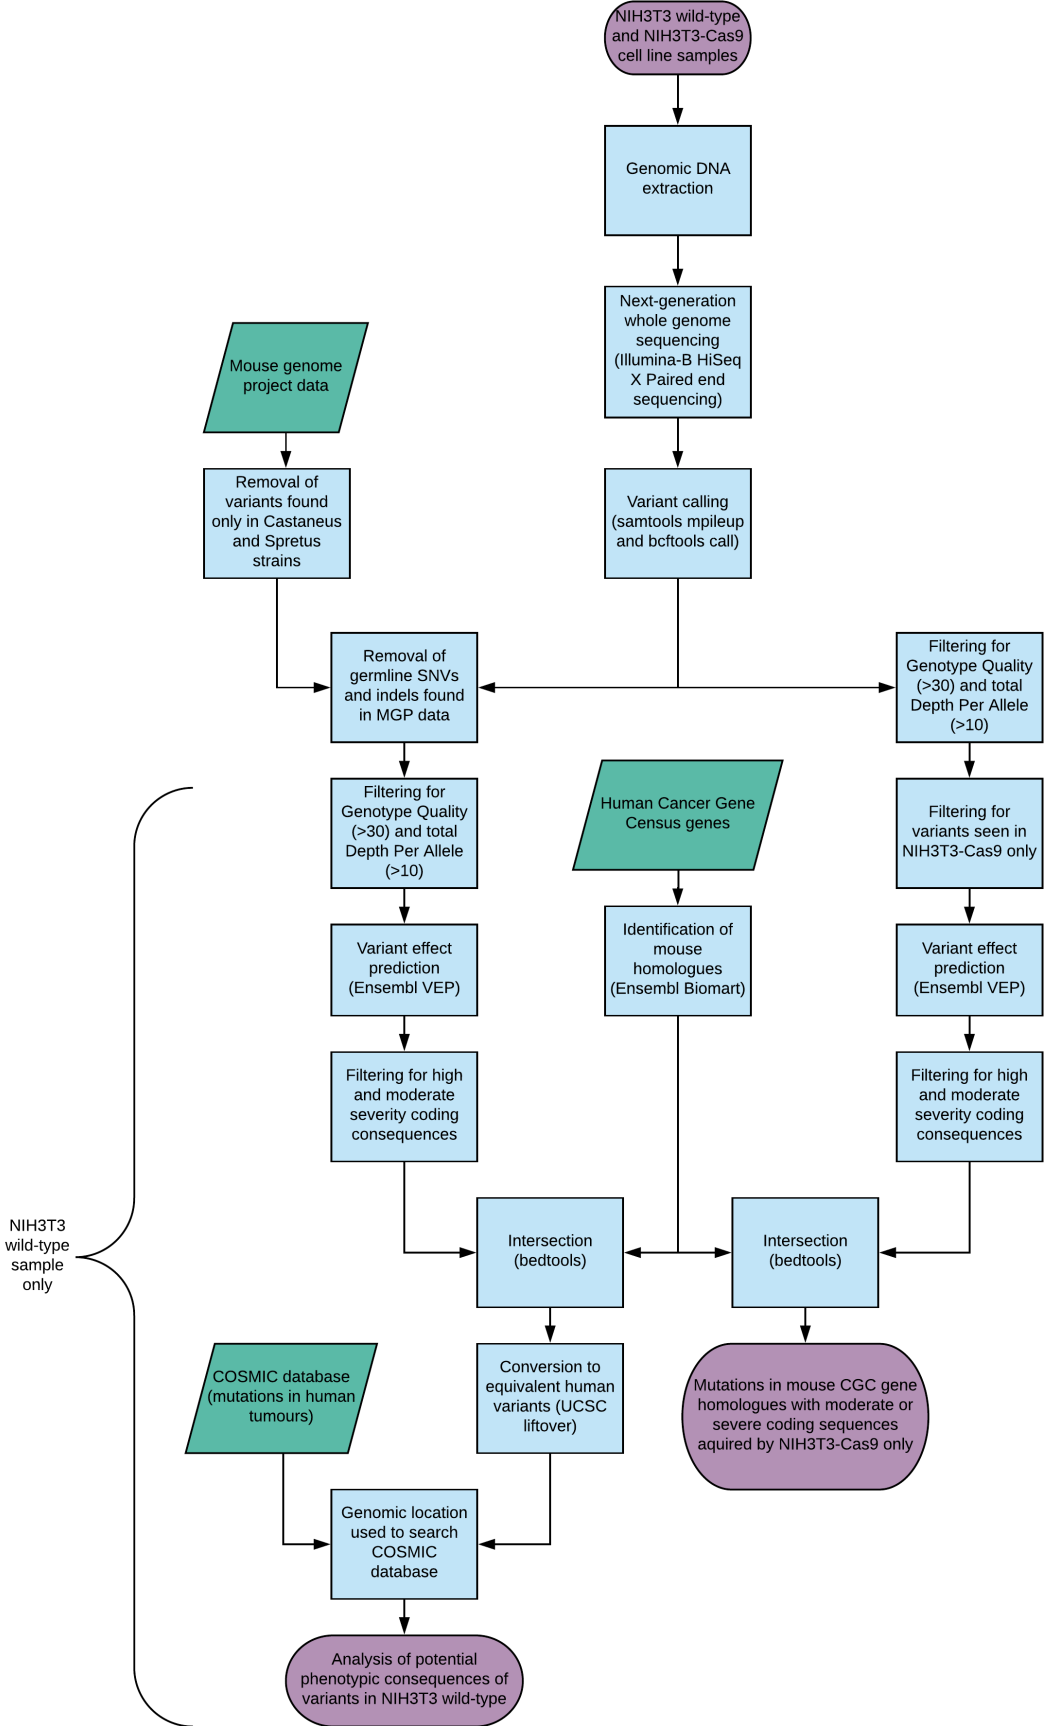 NIH3T3 wild-type
and NIH3T3-Cas9
cell line samples
Genomic DNA
extraction
Next-generation
whole genome
sequencing
(Illumina-B HiSeq
X Paired end
sequencing)
Mouse genome
project data
Removal of
variants found
only in Castaneus
and Spretus
strains
Variant calling
(samtools mpileup
and bcftools call)
Removal of
germline SNVs
and indels found
in MGP data
Filtering for
Genotype Quality
(>30) and total
Depth Per Allele
(>10)
Filtering for
Genotype Quality
(>30) and total
Depth Per Allele
(>10)
Human Cancer Gene
Census genes
Filtering for
variants seen in
NIH3T3-Cas9 only
Variant effect
prediction
(Ensembl VEP)
Identification of
mouse
homologues
(Ensembl Biomart)
Variant effect
prediction
(Ensembl VEP)
Filtering for high
and moderate
severity coding
consequences
Filtering for high
and moderate
severity coding
consequences
NIH3T3
wild-type
sample
only
Intersection
(bedtools)
Intersection
(bedtools)
COSMIC database
(mutations in human
tumours)
Conversion to
equivalent human
variants (UCSC
liftover)
Mutations in mouse CGC gene
homologues with moderate or
severe coding sequences
aquired by NIH3T3-Cas9 only
Genomic location
used to search
COSMIC
database
Analysis of potential
phenotypic consequences of
variants in NIH3T3 wild-type